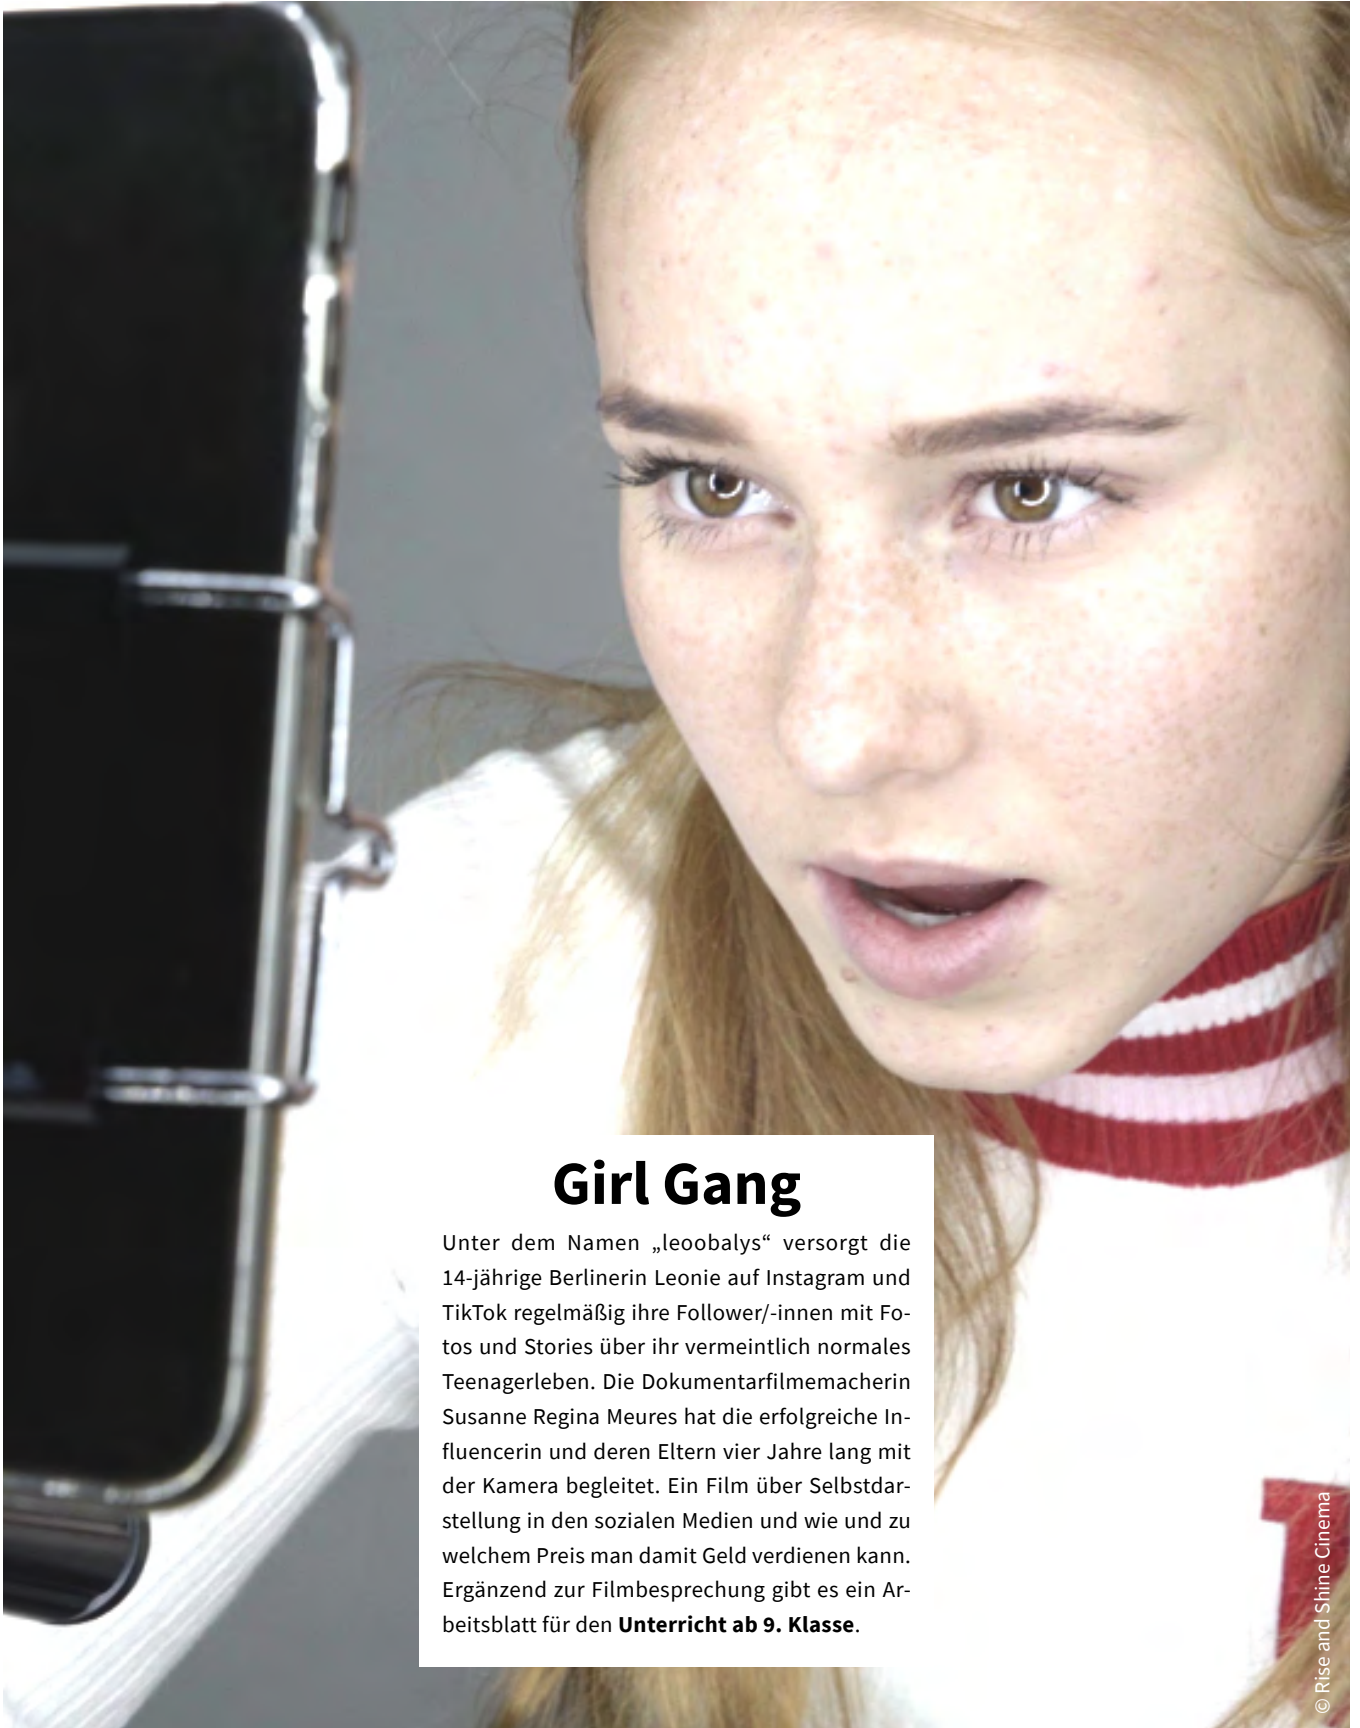 Girl Gang
Unter dem Namen „leoobalys“ versorgt die
14-jährige Berlinerin Leonie auf Instagram und
TikTok regelmäßig ihre Follower/-innen mit Fo-
tos und Stories über ihr vermeintlich normales
Teenagerleben. Die Dokumentarfilmemacherin
Susanne Regina Meures hat die erfolgreiche In-
fluencerin und deren Eltern vier Jahre lang mit
der Kamera begleitet. Ein Film über Selbstdar-
stellung in den sozialen Medien und wie und zu
welchem Preis man damit Geld verdienen kann.
Ergänzend zur Filmbesprechung gibt es ein Ar-
beitsblatt für den Unterricht ab 9. Klasse.
© Rise and Shine Cinema